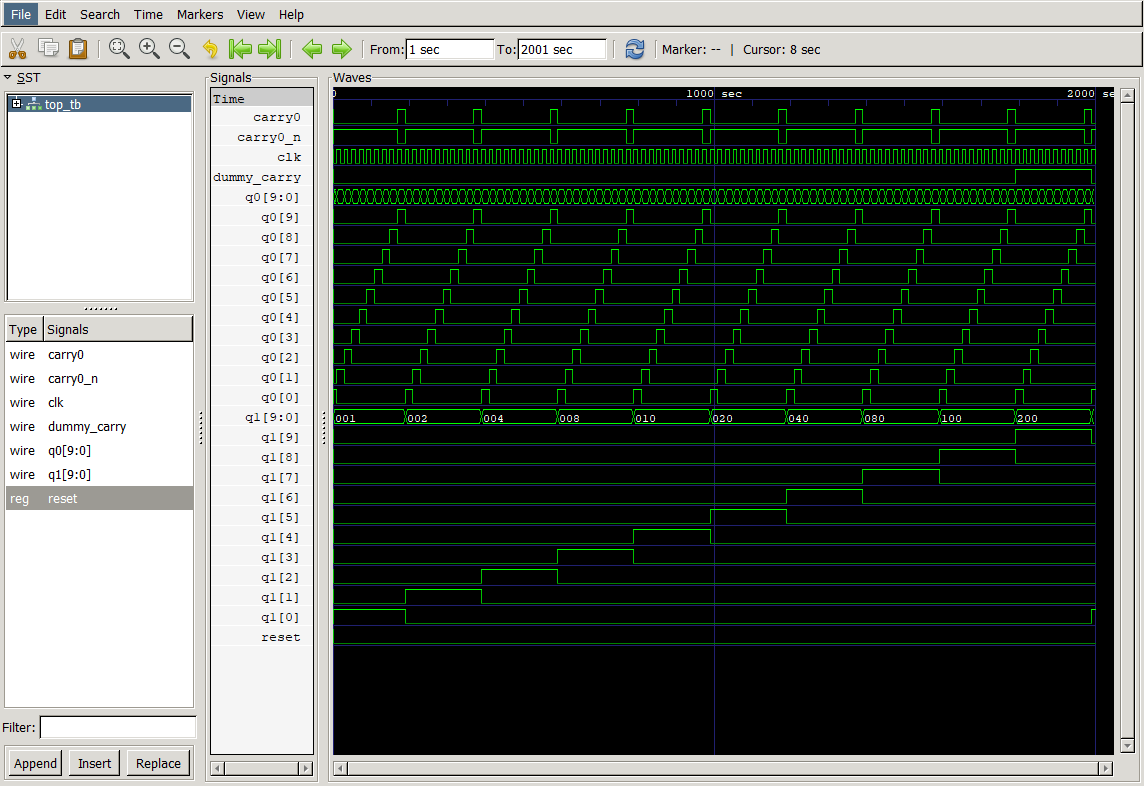 File Edit Search Time Markers View Help
From: 1 sec To: 2001 sec Marker: -- | Cursor: 8 sec
SST
top_tb
Type Signals
wire carry0
wire carry0_n
wire clk
wire dummy_carry
wire q0[9:0]
wire q1[9:0]
reg reset
Filter:
Append Insert Replace
Signals
Time
carry0
carry0_n
clk
dummy_carry
q0[9:0]
q0[9]
q0[8]
q0[7]
q0[6]
q0[5]
q0[4]
q0[3]
q0[2]
q0[1]
q0[0]
q1[9:0]
q1[9]
q1[8]
q1[7]
q1[6]
q1[5]
q1[4]
q1[3]
q1[2]
q1[1]
q1[0]
reset
Waves
0 1000 sec 2000 se
001 002 004 008 010 020 040 080 100 200